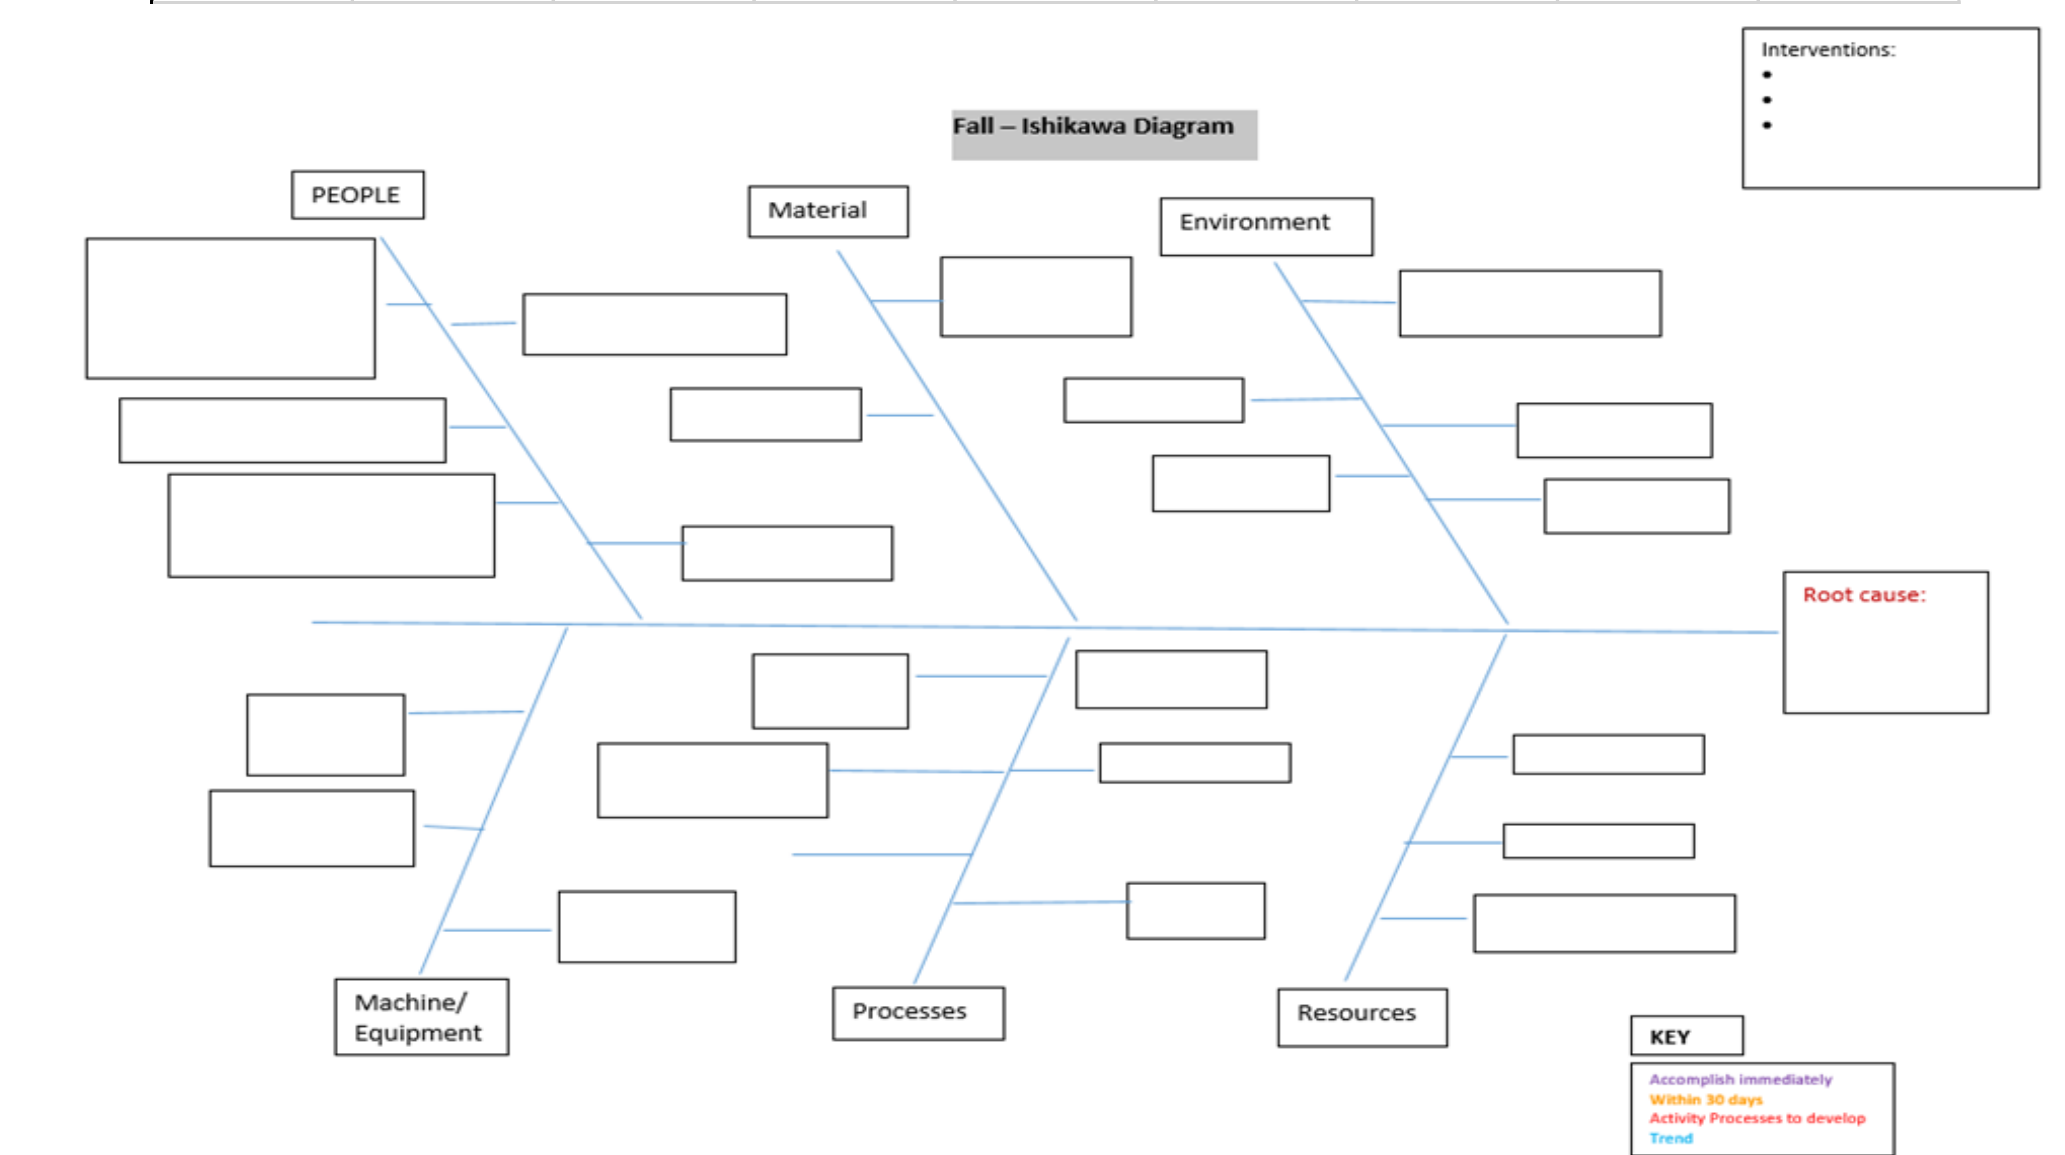 Interventions:
•
•
•
Fall – Ishikawa Diagram
PEOPLE
Material
Environment
Root cause:
Machine/
Equipment
Processes
Resources
KEY
Accomplish immediately
Within 30 days
Activity Processes to develop
Trend